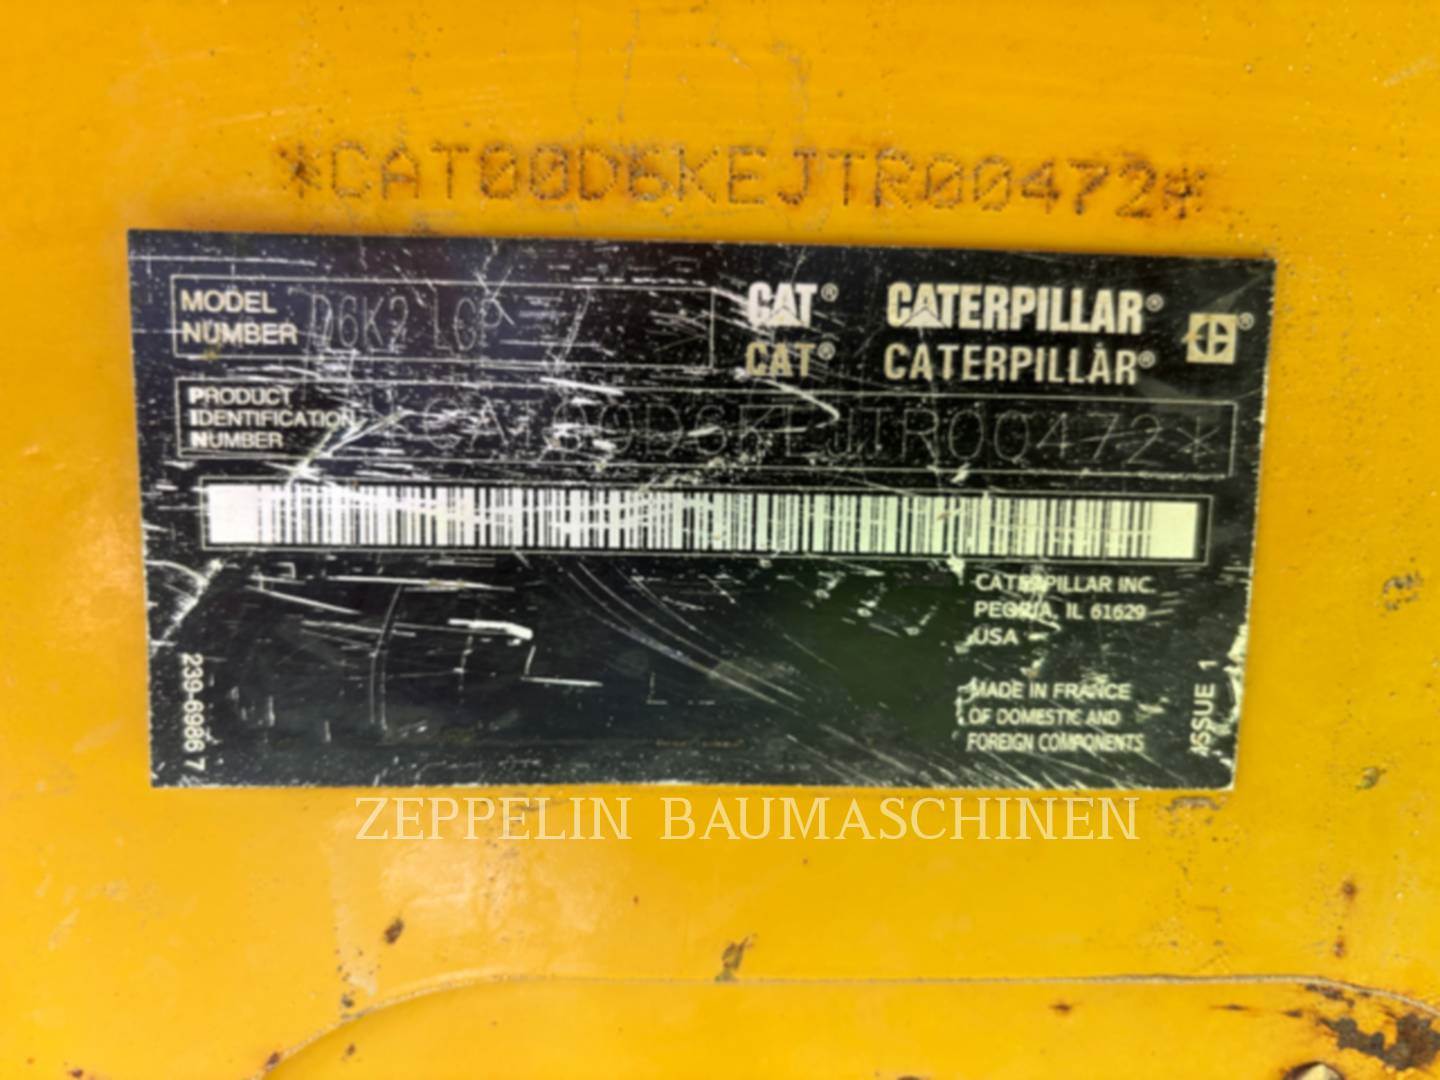 *CAT00D6KEJTR00472*
MODEL NUMBER D6K2 LGP
CAT® CATERPILLAR®
CAT® CATERPILLAR®
PRODUCT IDENTIFICATION NUMBER *CAT00D6KEJTR00472*
CATERPILLAR INC.
PEORIA, IL 61629
USA
MADE IN FRANCE
OF DOMESTIC AND
FOREIGN COMPONENTS
239-6986 7
ISSUE 1
ZEPPELIN BAUMASCHINEN